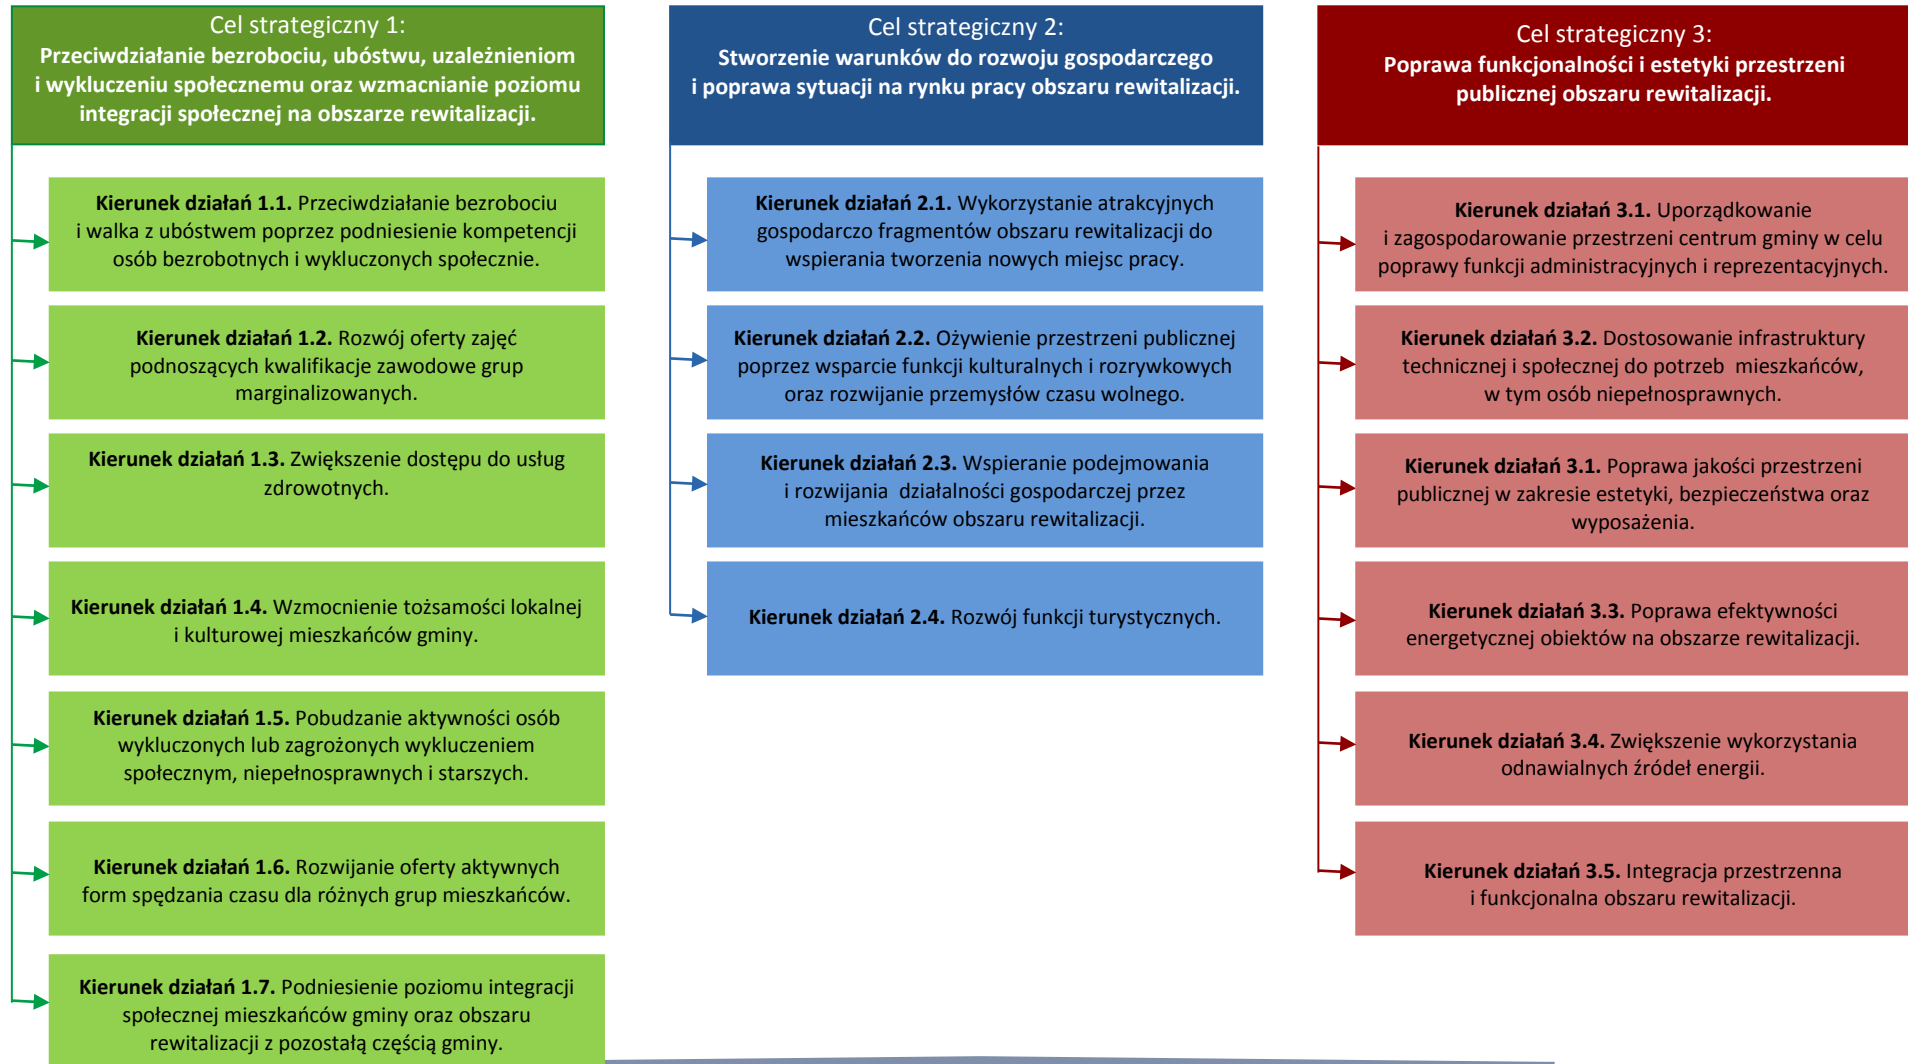 Cel strategiczny 1:
Przeciwdziałanie bezrobociu, ubóstwu, uzależnieniom
i wykluczeniu społecznemu oraz wzmacnianie poziomu
integracji społecznej na obszarze rewitalizacji.
Kierunek działań 1.1. Przeciwdziałanie bezrobociu
i walka z ubóstwem poprzez podniesienie kompetencji
osób bezrobotnych i wykluczonych społecznie.
Kierunek działań 1.2. Rozwój oferty zajęć
podnoszących kwalifikacje zawodowe grup
marginalizowanych.
Kierunek działań 1.3. Zwiększenie dostępu do usług
zdrowotnych.
Kierunek działań 1.4. Wzmocnienie tożsamości lokalnej
i kulturowej mieszkańców gminy.
Kierunek działań 1.5. Pobudzanie aktywności osób
wykluczonych lub zagrożonych wykluczeniem
społecznym, niepełnosprawnych i starszych.
Kierunek działań 1.6. Rozwijanie oferty aktywnych
form spędzania czasu dla różnych grup mieszkańców.
Kierunek działań 1.7. Podniesienie poziomu integracji
społecznej mieszkańców gminy oraz obszaru
rewitalizacji z pozostałą częścią gminy.
Cel strategiczny 2:
Stworzenie warunków do rozwoju gospodarczego
i poprawa sytuacji na rynku pracy obszaru rewitalizacji.
Kierunek działań 2.1. Wykorzystanie atrakcyjnych
gospodarczo fragmentów obszaru rewitalizacji do
wspierania tworzenia nowych miejsc pracy.
Kierunek działań 2.2. Ożywienie przestrzeni publicznej
poprzez wsparcie funkcji kulturalnych i rozrywkowych
oraz rozwijanie przemysłów czasu wolnego.
Kierunek działań 2.3. Wspieranie podejmowania
i rozwijania działalności gospodarczej przez
mieszkańców obszaru rewitalizacji.
Kierunek działań 2.4. Rozwój funkcji turystycznych.
Cel strategiczny 3:
Poprawa funkcjonalności i estetyki przestrzeni
publicznej obszaru rewitalizacji.
Kierunek działań 3.1. Uporządkowanie
i zagospodarowanie przestrzeni centrum gminy w celu
poprawy funkcji administracyjnych i reprezentacyjnych.
Kierunek działań 3.2. Dostosowanie infrastruktury
technicznej i społecznej do potrzeb mieszkańców,
w tym osób niepełnosprawnych.
Kierunek działań 3.1. Poprawa jakości przestrzeni
publicznej w zakresie estetyki, bezpieczeństwa oraz
wyposażenia.
Kierunek działań 3.3. Poprawa efektywności
energetycznej obiektów na obszarze rewitalizacji.
Kierunek działań 3.4. Zwiększenie wykorzystania
odnawialnych źródeł energii.
Kierunek działań 3.5. Integracja przestrzenna
i funkcjonalna obszaru rewitalizacji.